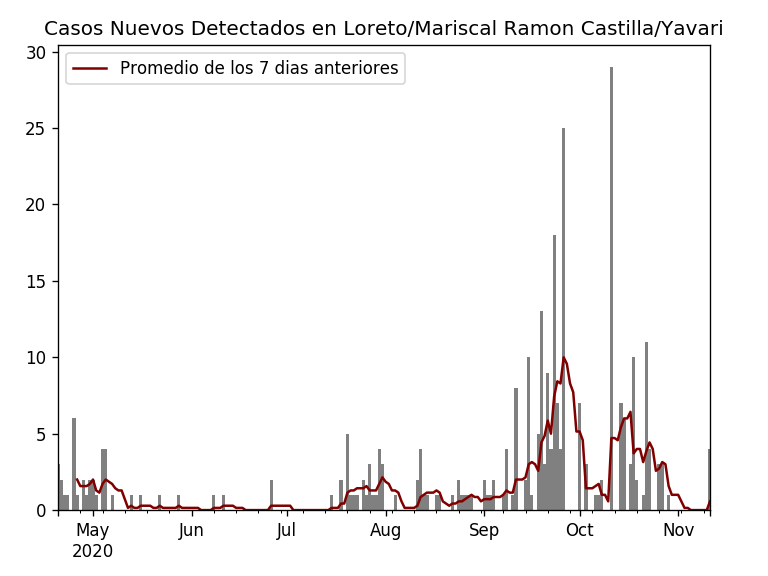 Casos Nuevos Detectados en Loreto/Mariscal Ramon Castilla/Yavari
Promedio de los 7 dias anteriores
30
25
20
15
10
5
0
May Jun Jul Aug Sep Oct Nov
2020